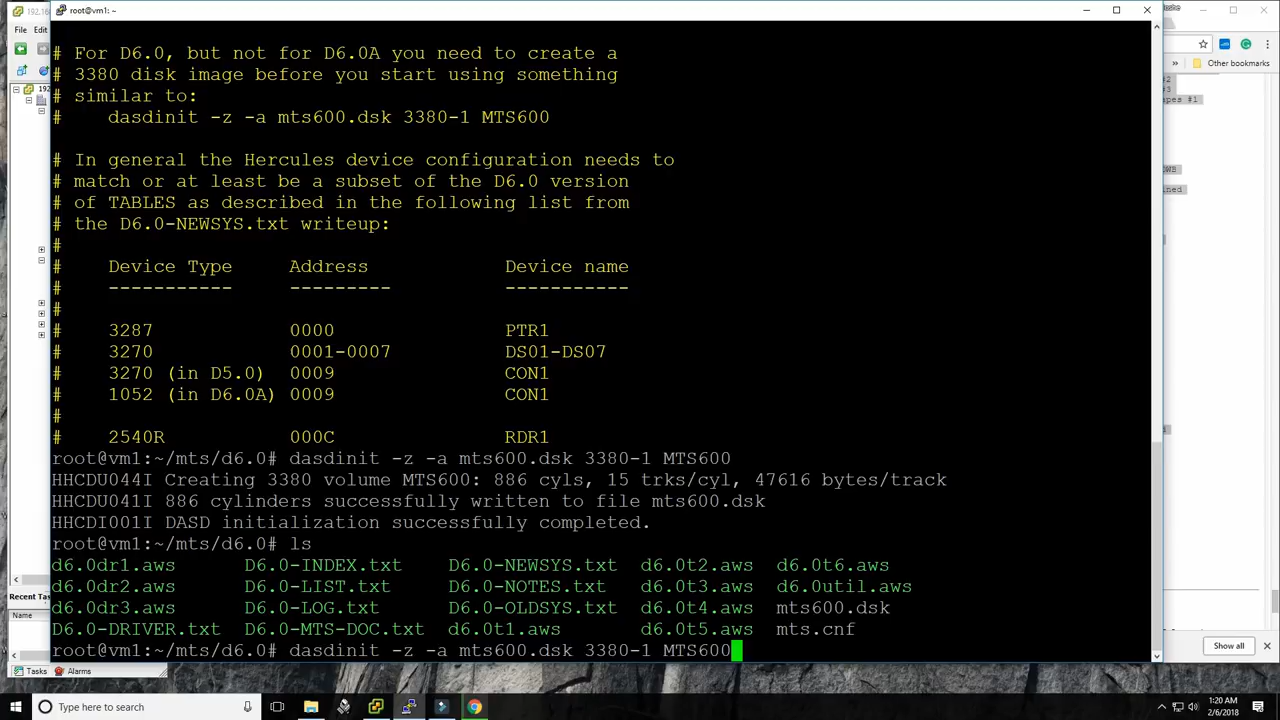 192.16
root@vm1: ~
File Edit
Other bookmarks
#2
#3
apes #1
192
# For D6.0, but not for D6.0A you need to create a
# 3380 disk image before you start using something
# similar to:
#    dasdinit -z -a mts600.dsk 3380-1 MTS600
# In general the Hercules device configuration needs to
# match or at least be a subset of the D6.0 version
# of TABLES as described in the following list from
# the D6.0-NEWSYS.txt writeup:
#
#    Device Type     Address            Device name
#    -----------     ---------          -----------
#
#    3287            0000               PTR1
#    3270            0001-0007          DS01-DS07
#    3270 (in D5.0)  0009               CON1
#    1052 (in D6.0A) 0009               CON1
#
#    2540R           000C               RDR1
root@vm1:~/mts/d6.0# dasdinit -z -a mts600.dsk 3380-1 MTS600
HHCDU044I Creating 3380 volume MTS600: 886 cyls, 15 trks/cyl, 47616 bytes/track
HHCDU041I 886 cylinders successfully written to file mts600.dsk
HHCDI001I DASD initialization successfully completed.
root@vm1:~/mts/d6.0# ls
d6.0dr1.aws      D6.0-INDEX.txt    D6.0-NEWSYS.txt  d6.0t2.aws  d6.0t6.aws
d6.0dr2.aws      D6.0-LIST.txt     D6.0-NOTES.txt   d6.0t3.aws  d6.0util.aws
d6.0dr3.aws      D6.0-LOG.txt      D6.0-OLDSYS.txt  d6.0t4.aws  mts600.dsk
D6.0-DRIVER.txt  D6.0-MTS-DOC.txt  d6.0t1.aws       d6.0t5.aws  mts.cnf
root@vm1:~/mts/d6.0# dasdinit -z -a mts600.dsk 3380-1 MTS600
Recent Tas
Name
Show all
Tasks Alarms
Type here to search
1:20 AM
2/6/2018